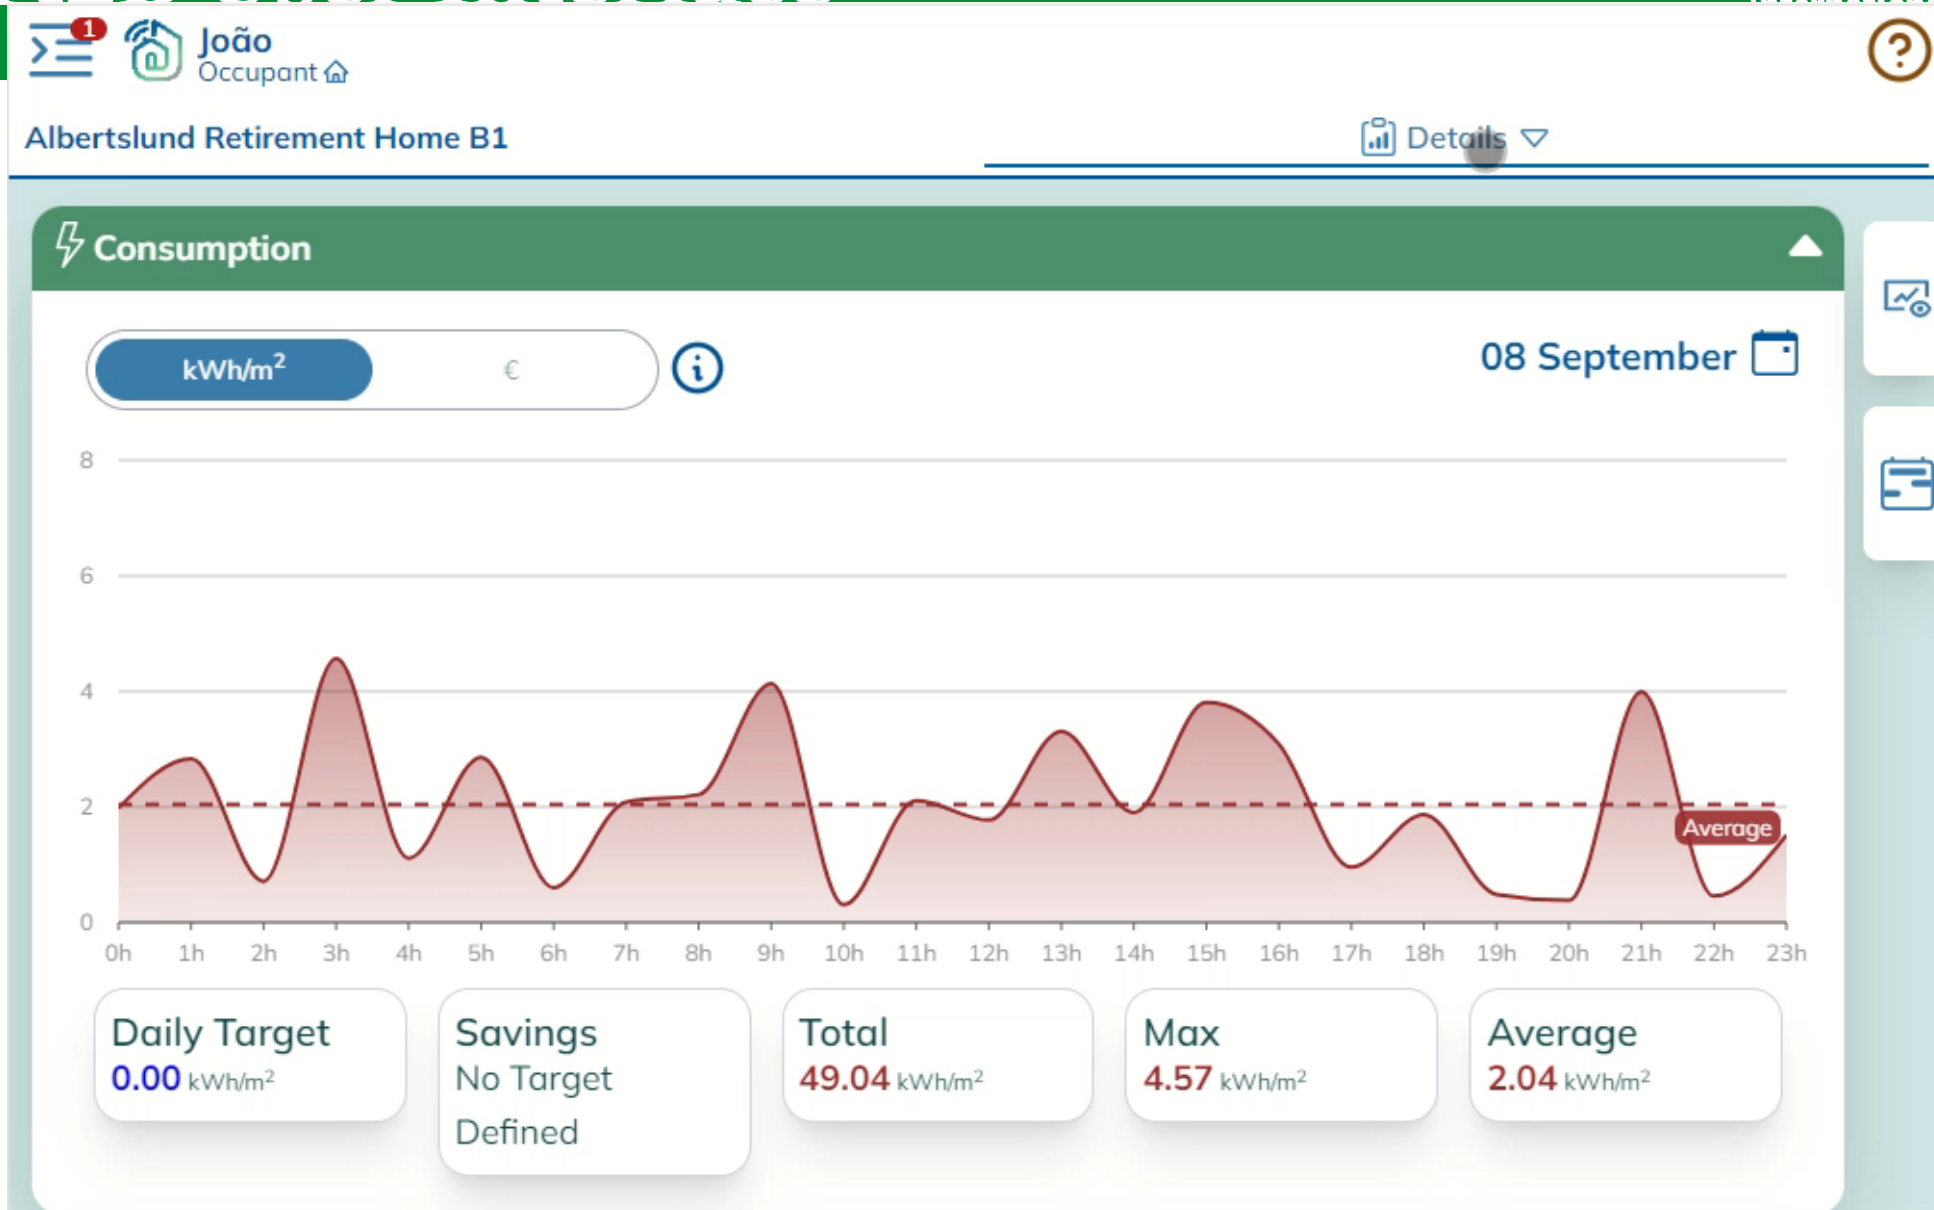 1
João
Occupant
Albertslund Retirement Home B1
Details
Consumption
kWh/m²
€
08 September
8
6
4
2
0
Average
0h 1h 2h 3h 4h 5h 6h 7h 8h 9h 10h 11h 12h 13h 14h 15h 16h 17h 18h 19h 20h 21h 22h 23h
Daily Target
0.00 kWh/m²
Savings
No Target
Defined
Total
49.04 kWh/m²
Max
4.57 kWh/m²
Average
2.04 kWh/m²